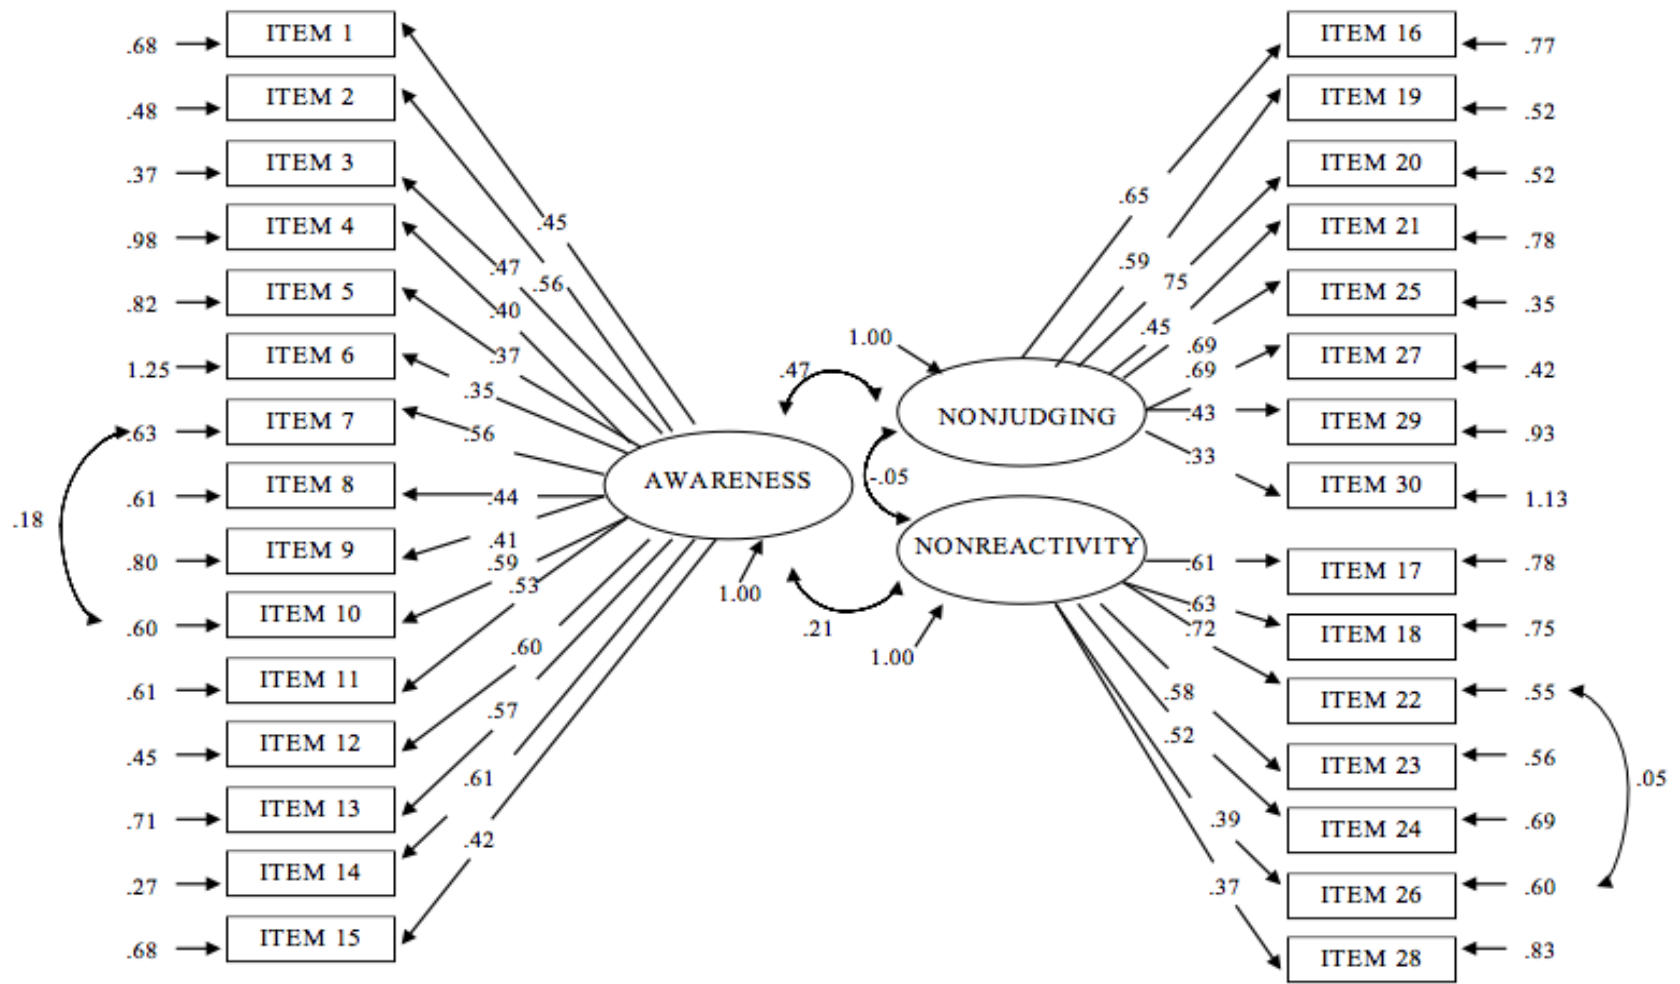 .68 ITEM 1
.48 ITEM 2
.37 ITEM 3
.98 ITEM 4
.82 ITEM 5
1.25 ITEM 6
.63 ITEM 7
.61 ITEM 8
.80 ITEM 9
.60 ITEM 10
.61 ITEM 11
.45 ITEM 12
.71 ITEM 13
.27 ITEM 14
.68 ITEM 15
.18
.45
.47
.56
.40
.37
.35
.56
.44
.41
.59
.53
.60
.57
.61
.42
AWARENESS
1.00
.47
-.05
.21
1.00
NONJUDGING
NONREACTIVITY
1.00
.65
.59
75
.45
.69
.69
.43
.33
.61
.63
.72
.58
.52
.39
.37
ITEM 16 .77
ITEM 19 .52
ITEM 20 .52
ITEM 21 .78
ITEM 25 .35
ITEM 27 .42
ITEM 29 .93
ITEM 30 1.13
ITEM 17 .78
ITEM 18 .75
ITEM 22 .55
ITEM 23 .56
ITEM 24 .69
ITEM 26 .60
ITEM 28 .83
.05